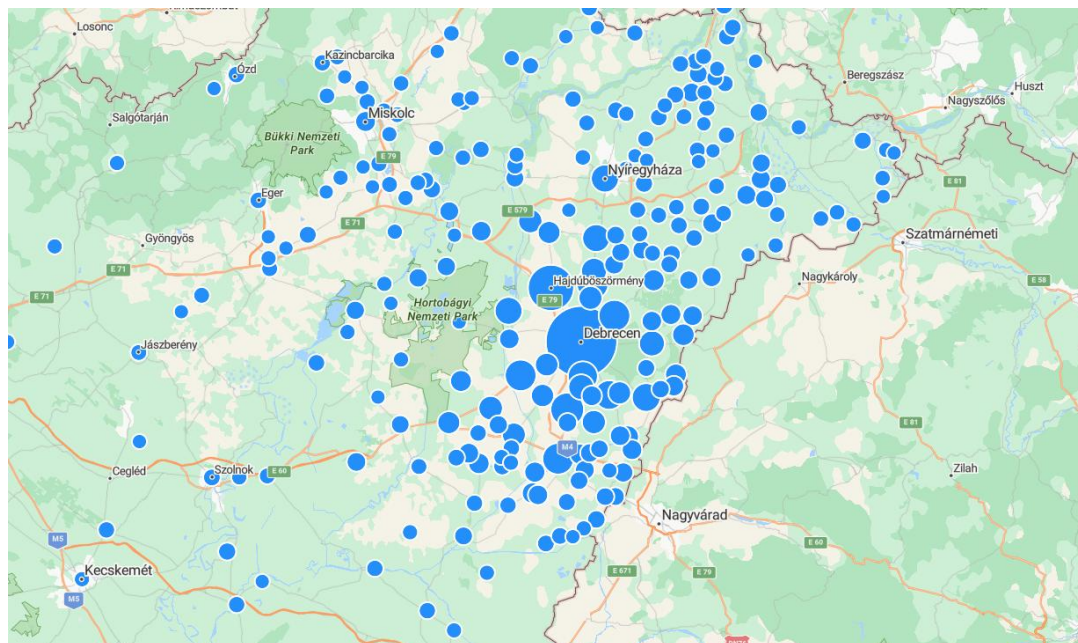 Losonc
Ózd
Kazincbarcika
Beregszász
Huszt
Nagyszőlős
Salgótarján
Miskolc
Bükki Nemzeti
Park
E 79
Nyíregyháza
E 81
Eger
E 579
E 71
Gyöngyös
Szatmárnémeti
E 71
E 58
Nagykároly
Hajdúböszörmény
E 71
E 79
Hortobágyi
Nemzeti Park
Debrecen
Jászberény
E 81
M4
Cegléd
Szolnok
E 60
Zilah
Nagyvárad
M5
E 60
Kecskemét
E 671
E 79
M5